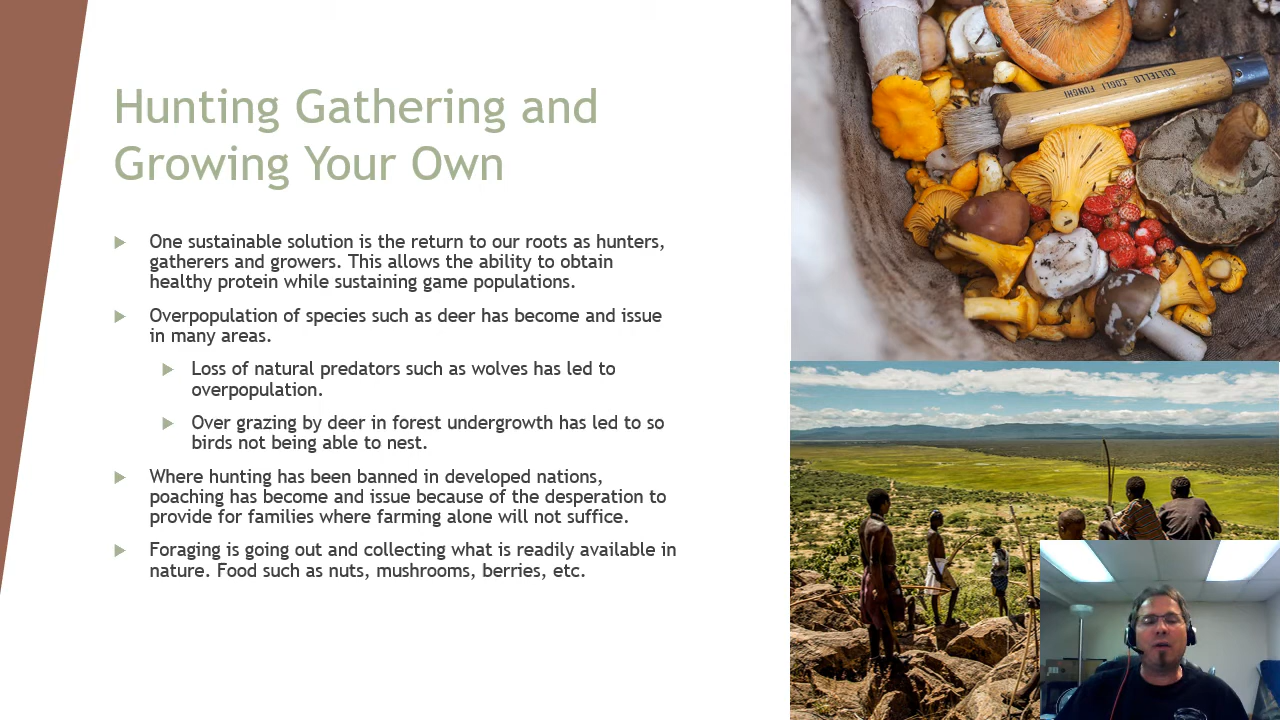 Hunting Gathering and
Growing Your Own
One sustainable solution is the return to our roots as hunters,
gatherers and growers. This allows the ability to obtain
healthy protein while sustaining game populations.
Overpopulation of species such as deer has become and issue
in many areas.
Loss of natural predators such as wolves has led to
overpopulation.
Over grazing by deer in forest undergrowth has led to so
birds not being able to nest.
Where hunting has been banned in developed nations,
poaching has become and issue because of the desperation to
provide for families where farming alone will not suffice.
Foraging is going out and collecting what is readily available in
nature. Food such as nuts, mushrooms, berries, etc.
COLTELLO COGLI FUNGHI